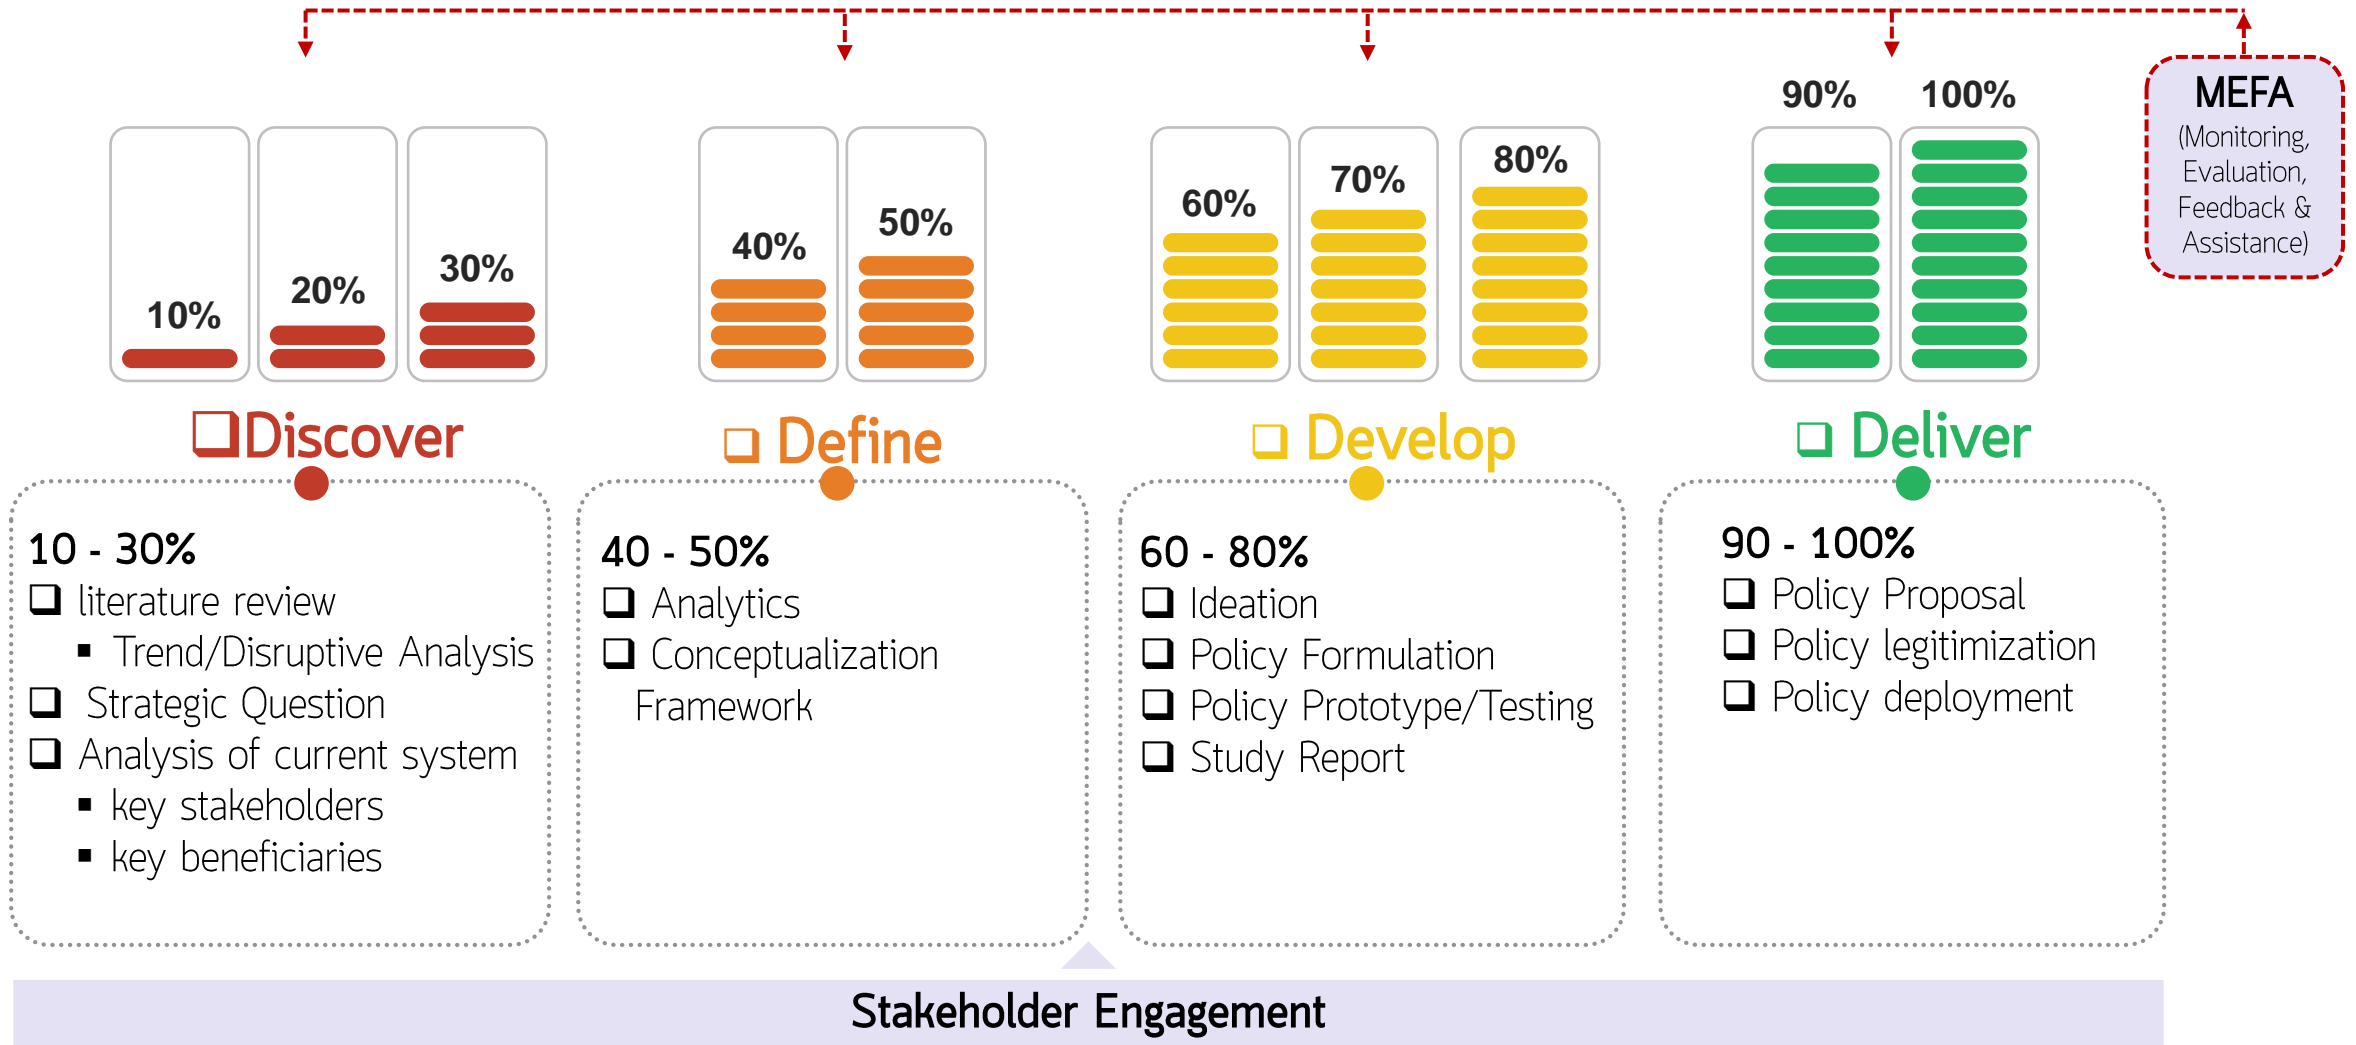 90%
100%
MEFA
(Monitoring,
Evaluation,
Feedback &
Assistance)
10%
20%
30%
40%
50%
60%
70%
80%
Discover
Define
Develop
Deliver
10 - 30%
literature review
Trend/Disruptive Analysis
Strategic Question
Analysis of current system
key stakeholders
key beneficiaries
40 - 50%
Analytics
Conceptualization
Framework
60 - 80%
Ideation
Policy Formulation
Policy Prototype/Testing
Study Report
90 - 100%
Policy Proposal
Policy legitimization
Policy deployment
Stakeholder Engagement